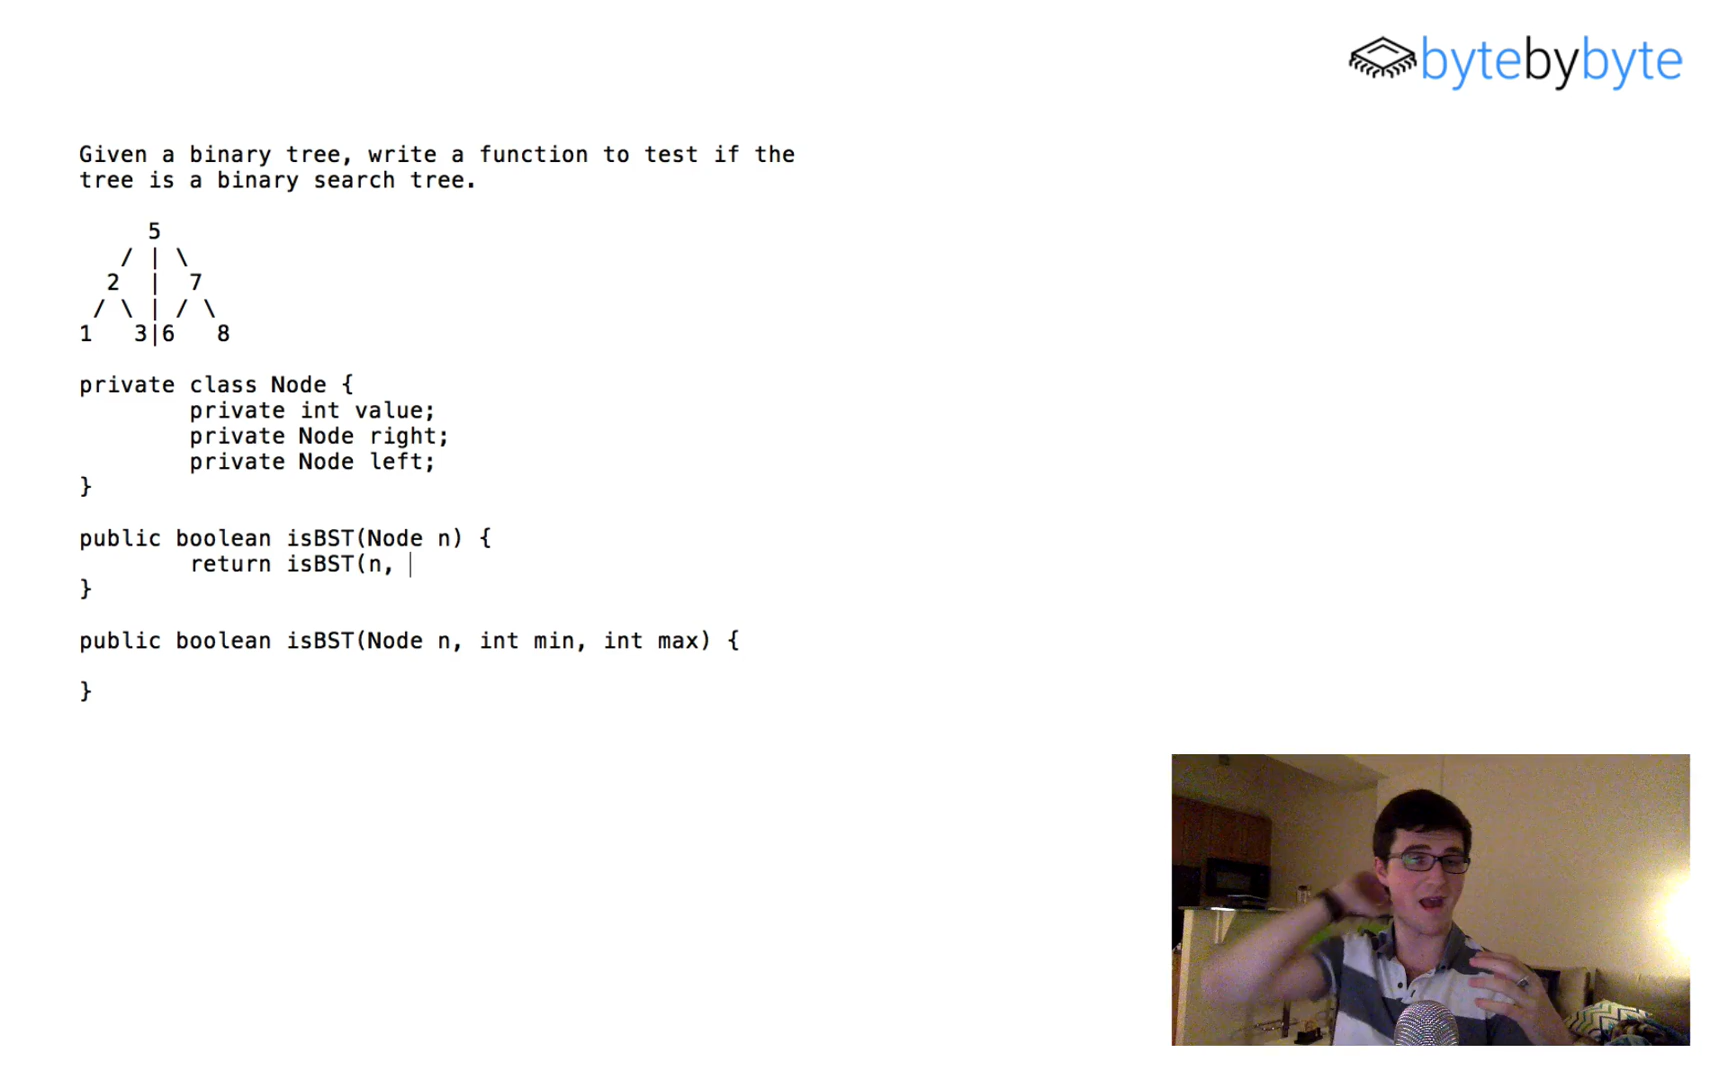 bytebybyte
Given a binary tree, write a function to test if the
tree is a binary search tree.
5
/ | \
2 | 7
/ \ | / \
1 3|6 8
private class Node {
private int value;
private Node right;
private Node left;
}
public boolean isBST(Node n) {
return isBST(n, |
}
public boolean isBST(Node n, int min, int max) {
}